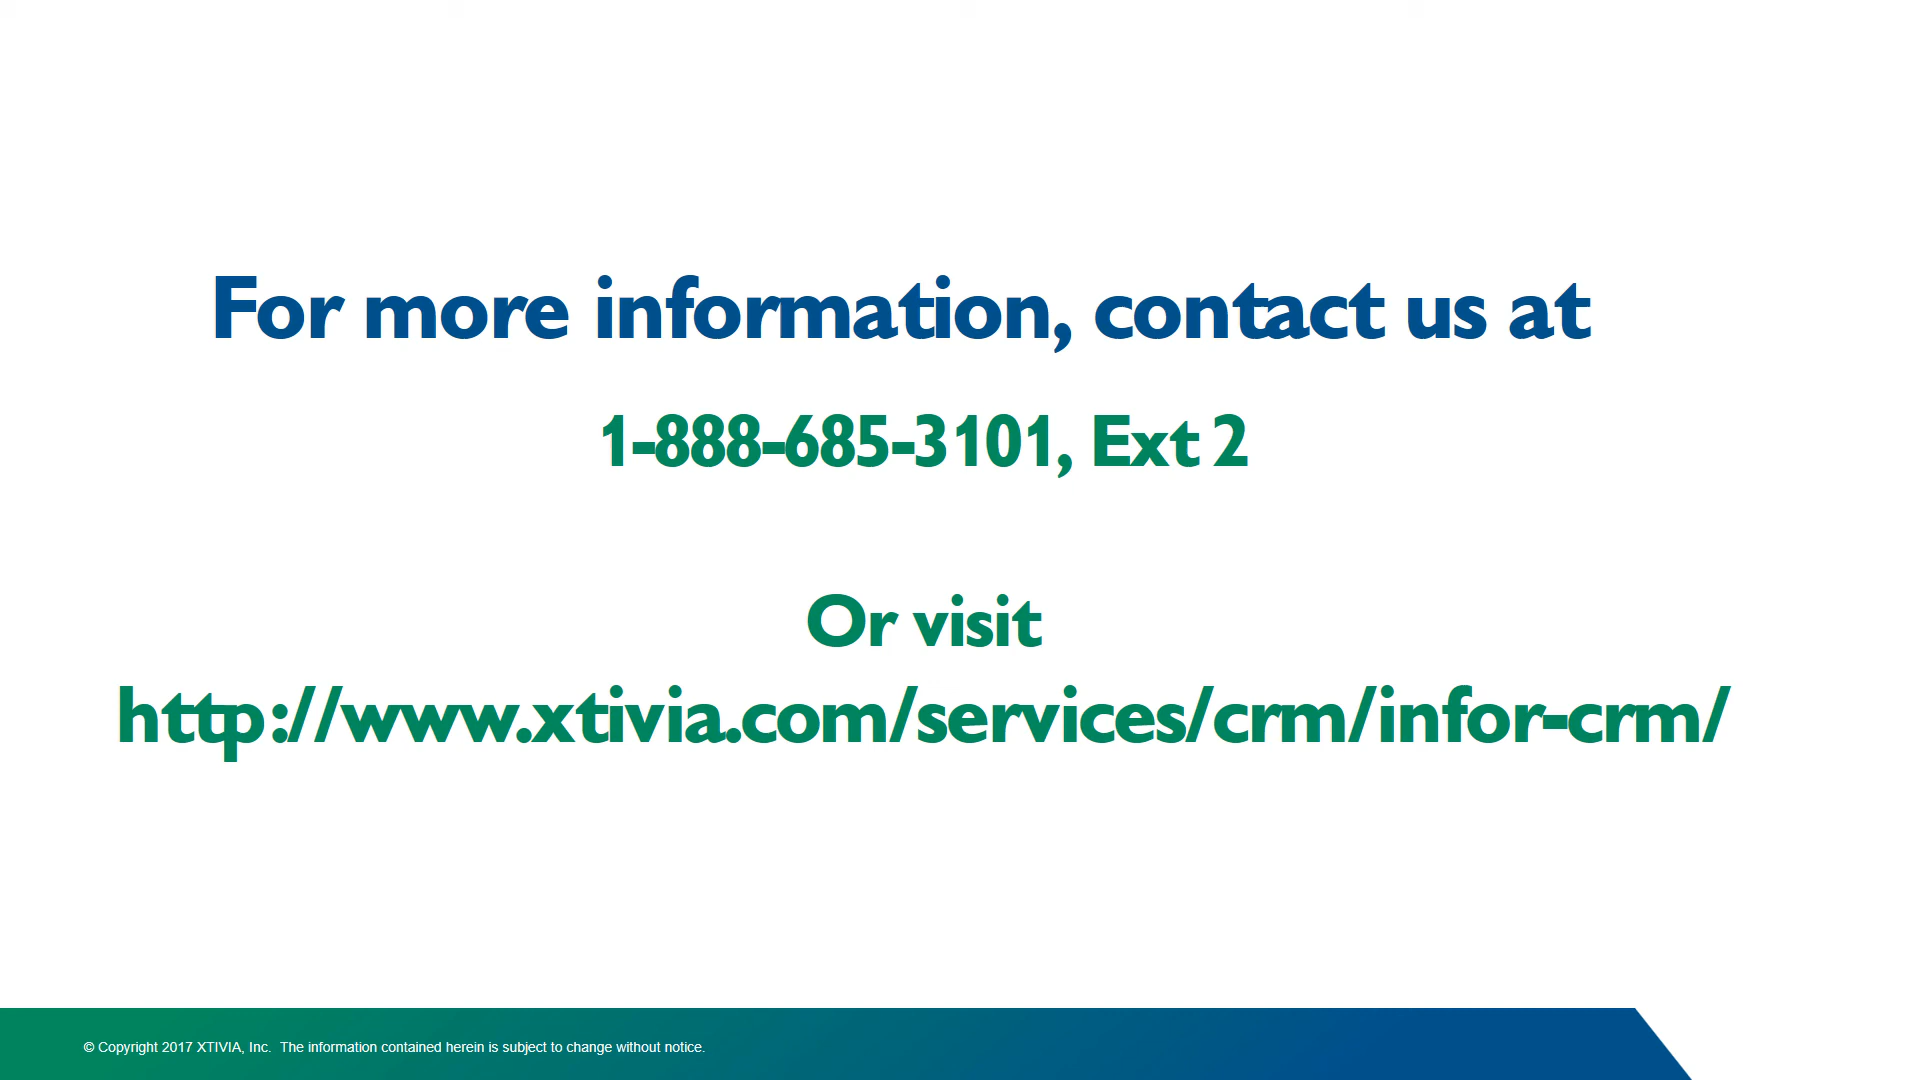 For more information, contact us at
1-888-685-3101, Ext 2
Or visit
http://www.xtivia.com/services/crm/infor-crm/
© Copyright 2017 XTIVIA, Inc.  The information contained herein is subject to change without notice.